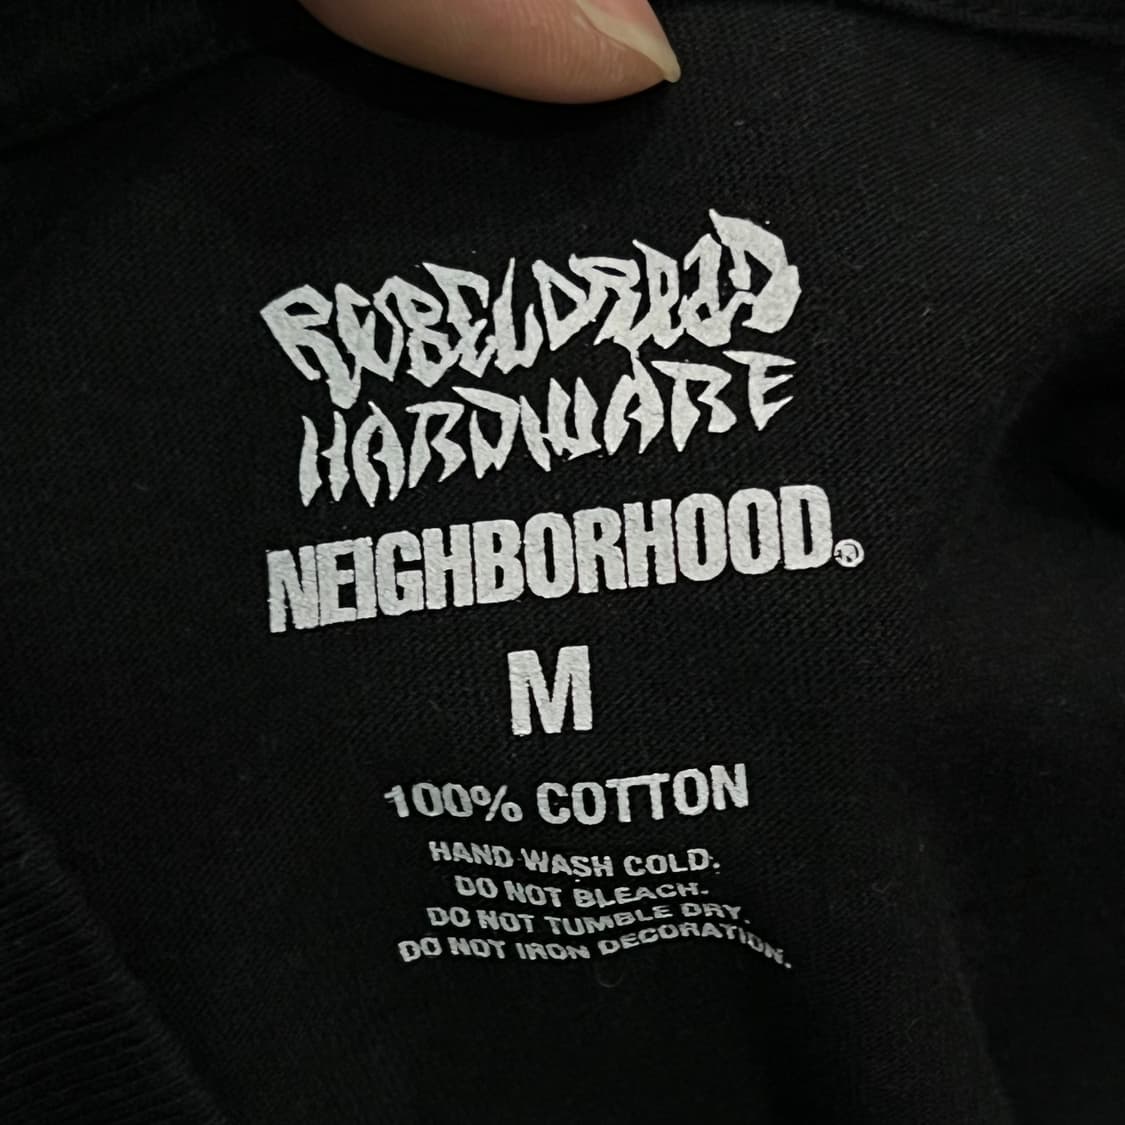 REBELDREAD
HARDWARE
NEIGHBORHOOD.®
M
100% COTTON
HAND WASH COLD.
DO NOT BLEACH.
DO NOT TUMBLE DRY.
DO NOT IRON DECORATION.